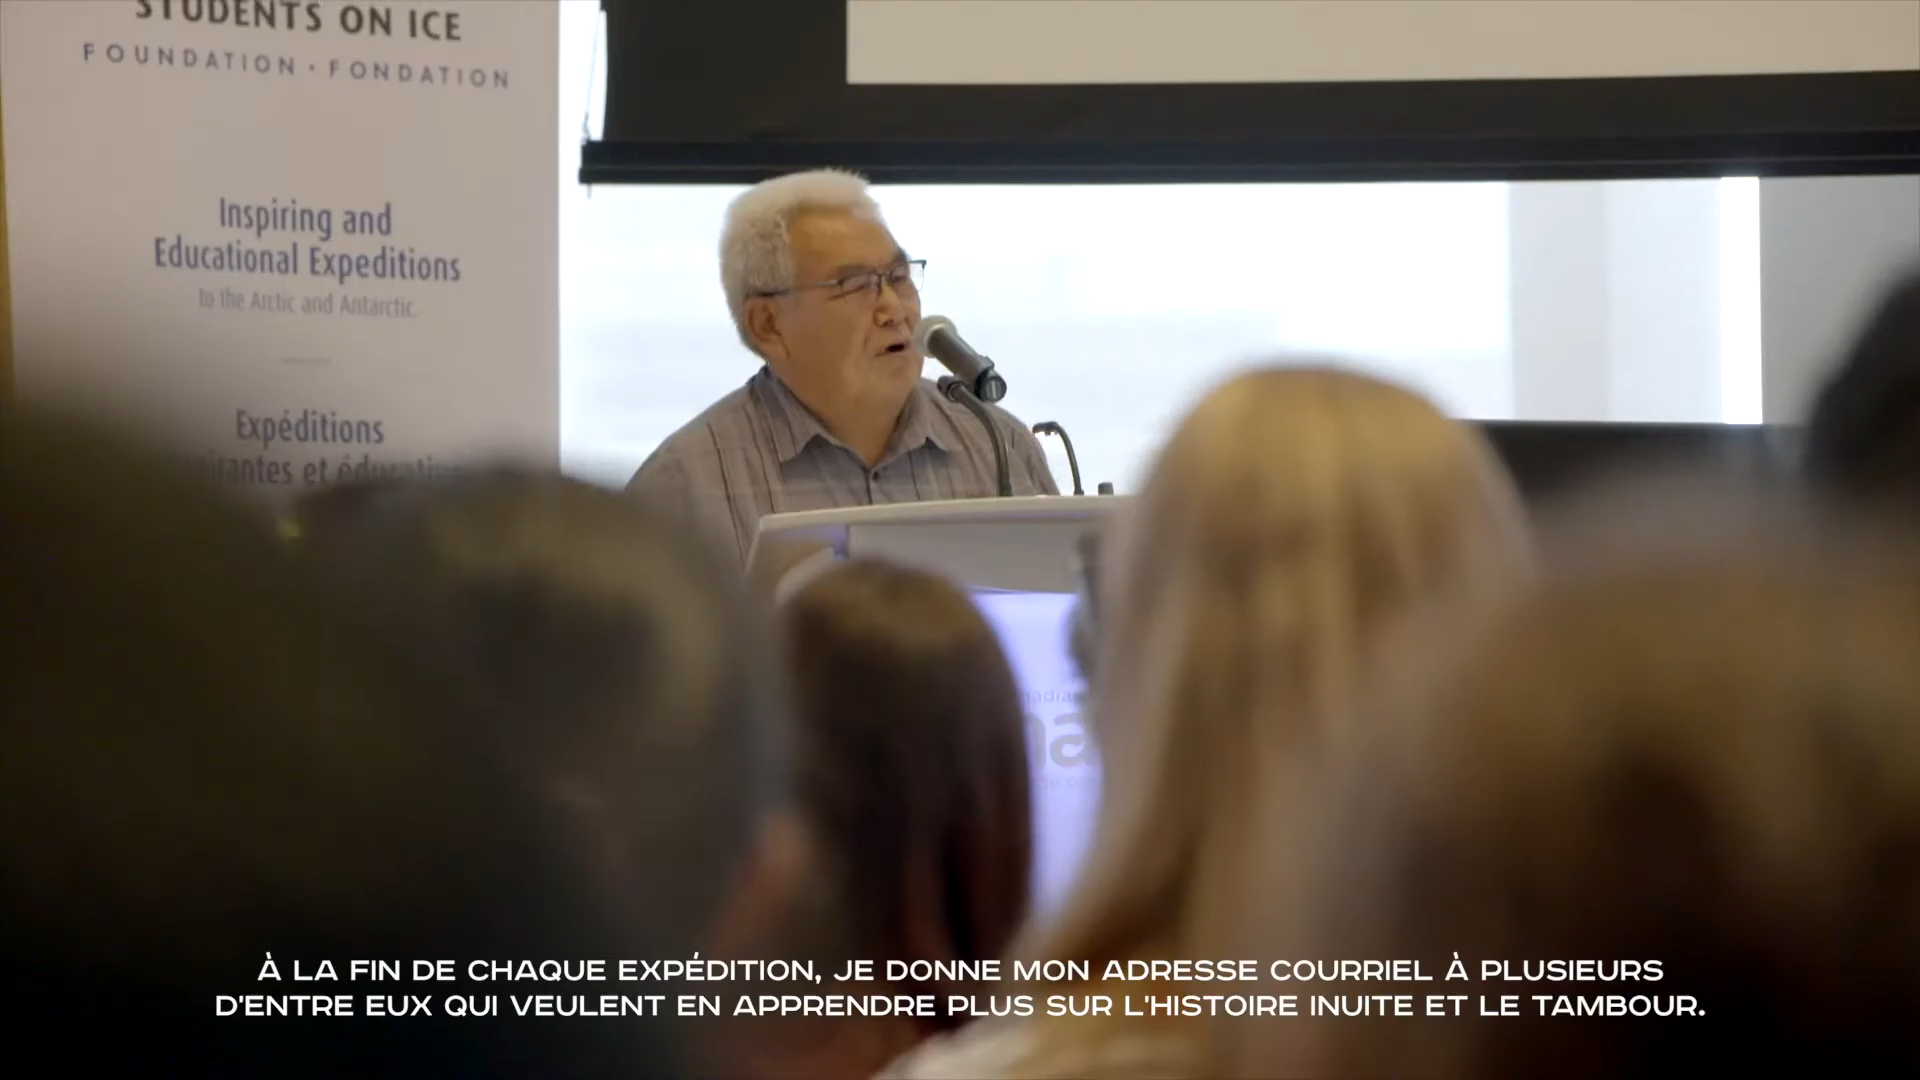 STUDENTS ON ICE
FOUNDATION · FONDATION
Inspiring and
Educational Expeditions
to the Arctic and Antarctic.
Expéditions
et
À LA FIN DE CHAQUE EXPÉDITION, JE DONNE MON ADRESSE COURRIEL À PLUSIEURS
D'ENTRE EUX QUI VEULENT EN APPRENDRE PLUS SUR L'HISTOIRE INUITE ET LE TAMBOUR.